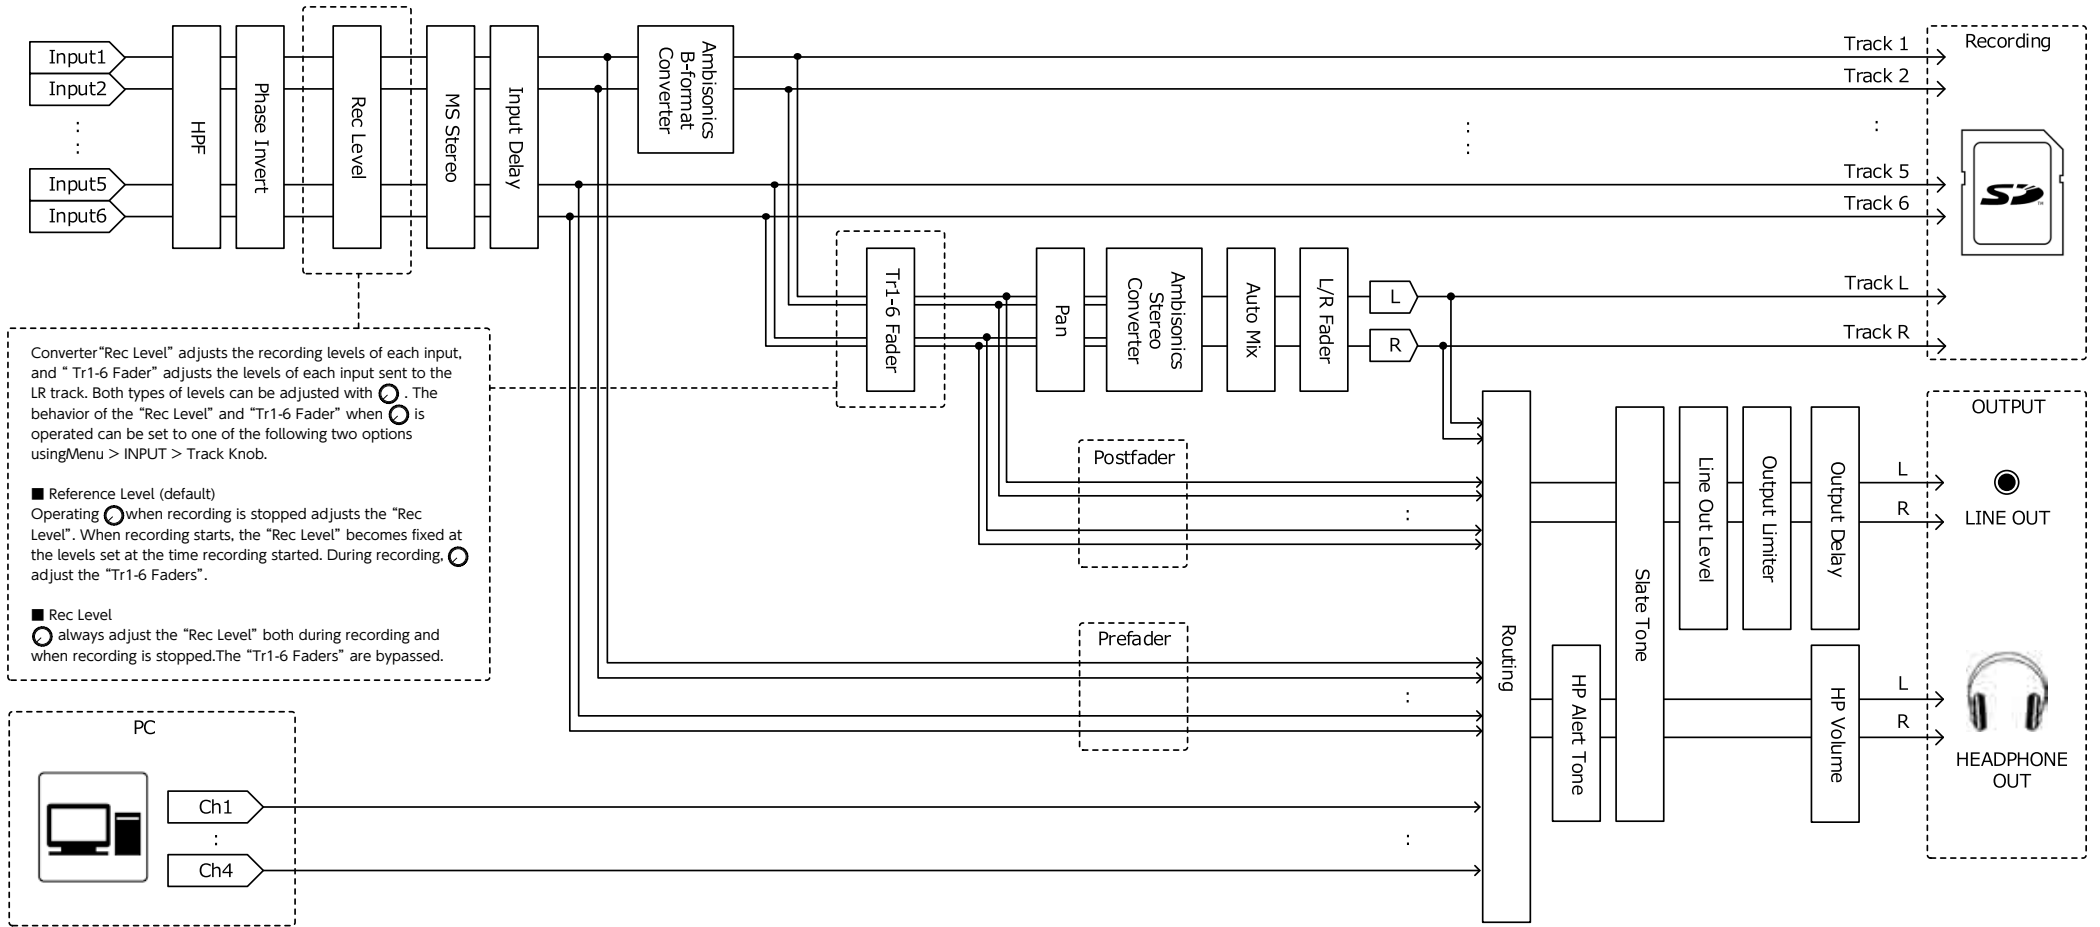 Input1
Input2
Input5
Input6
HPF
Phase Invert
Rec Level
MS Stereo
Input Delay
Ambisonics
B-format
Converter
Track 1
Track 2
Track 5
Track 6
Track L
Track R
Recording
SD
TM
Tr1-6 Fader
Pan
Ambisonics
Stereo
Converter
Auto Mix
L/R Fader
L
R
Converter“Rec Level” adjusts the recording levels of each input,
and “ Tr1-6 Fader” adjusts the levels of each input sent to the
LR track. Both types of levels can be adjusted with . The
behavior of the “Rec Level” and “Tr1-6 Fader” when is
operated can be set to one of the following two options
usingMenu > INPUT > Track Knob.
■ Reference Level (default)
Operating when recording is stopped adjusts the “Rec
Level”. When recording starts, the “Rec Level” becomes fixed at
the levels set at the time recording started. During recording,
adjust the “Tr1-6 Faders”.
■ Rec Level
always adjust the “Rec Level” both during recording and
when recording is stopped.The “Tr1-6 Faders” are bypassed.
Postfader
Prefader
PC
Ch1
Ch4
Routing
HP Alert Tone
Slate Tone
Line Out Level
Output Limiter
Output Delay
HP Volume
L
R
L
R
OUTPUT
LINE OUT
HEADPHONE
OUT